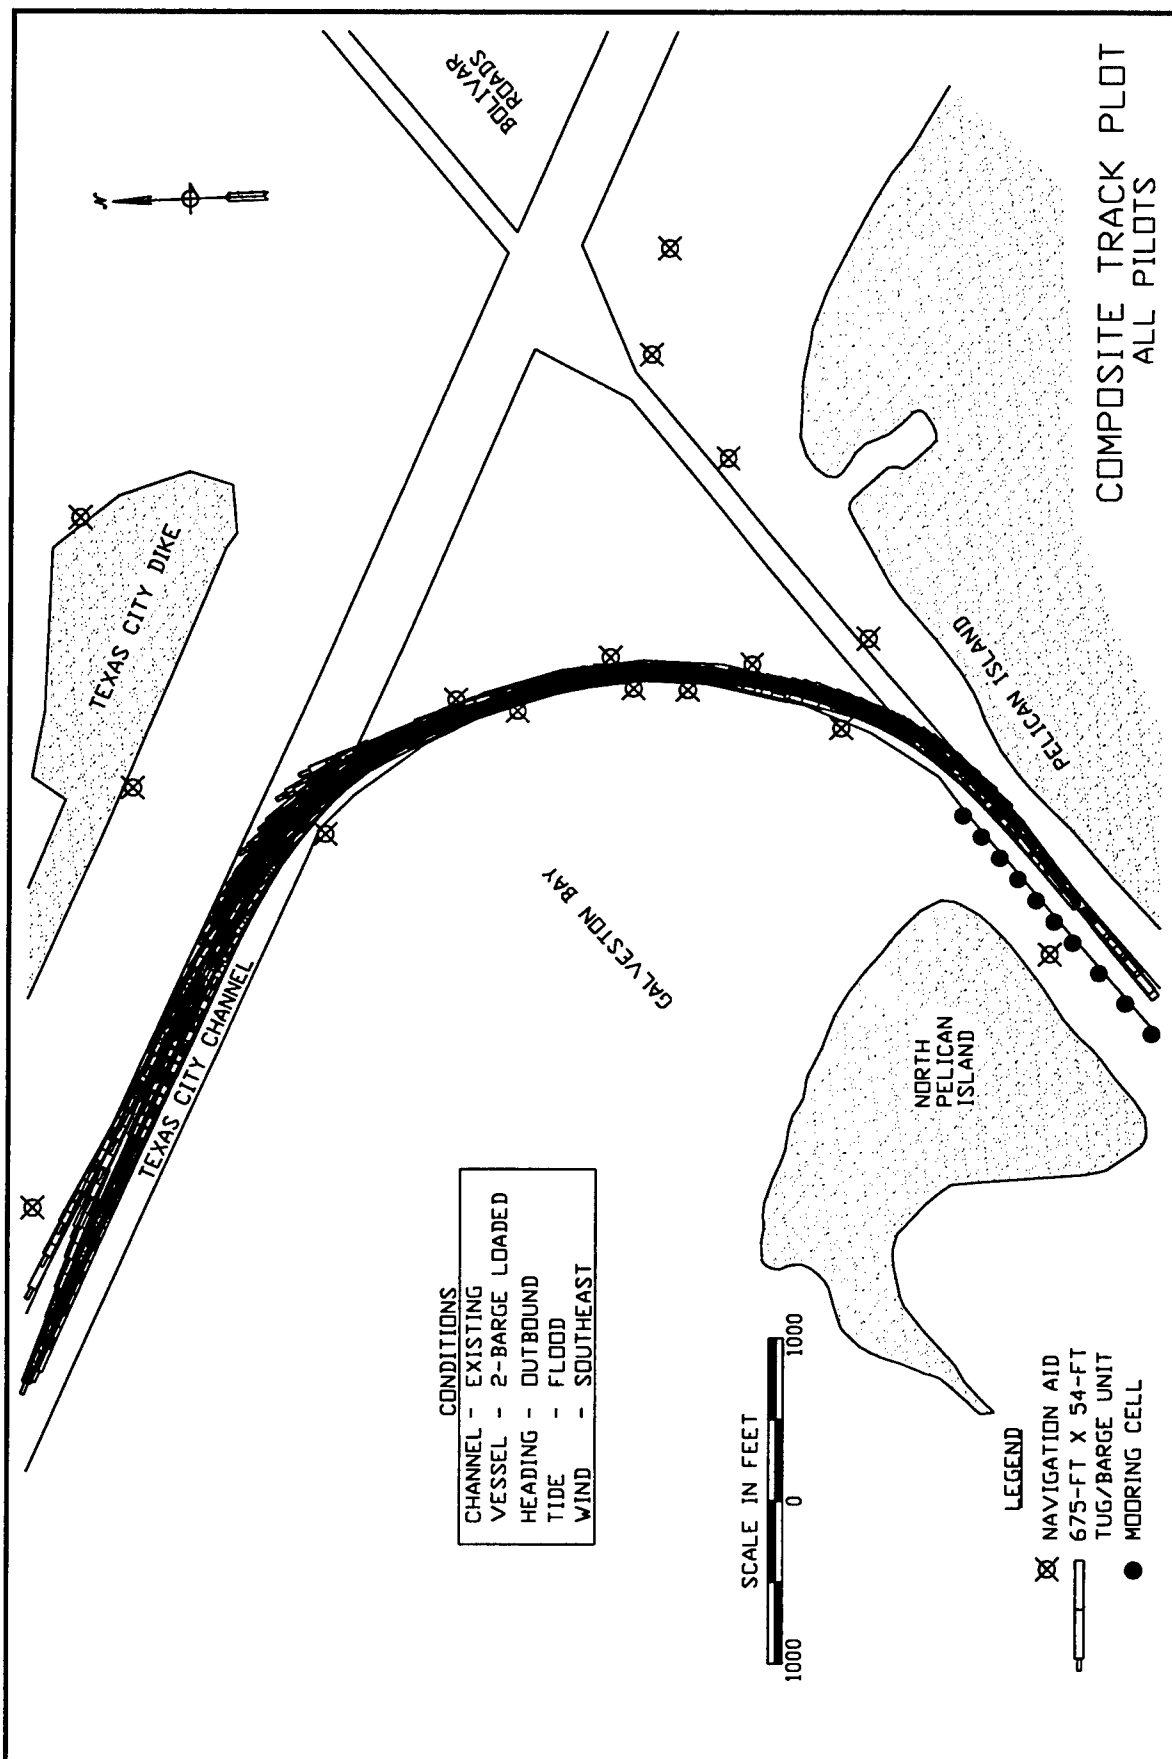 N
BOLIVAR
ROADS
TEXAS CITY DIKE
TEXAS CITY CHANNEL
GALVESTON BAY
PELICAN ISLAND
NORTH
PELICAN
ISLAND
CONDITIONS
CHANNEL - EXISTING
VESSEL - 2-BARGE LOADED
HEADING - OUTBOUND
TIDE - FLOOD
WIND - SOUTHEAST
SCALE IN FEET
1000 0 1000
LEGEND
NAVIGATION AID
675-FT X 54-FT
TUG/BARGE UNIT
MOORING CELL
COMPOSITE TRACK PLOT
ALL PILOTS